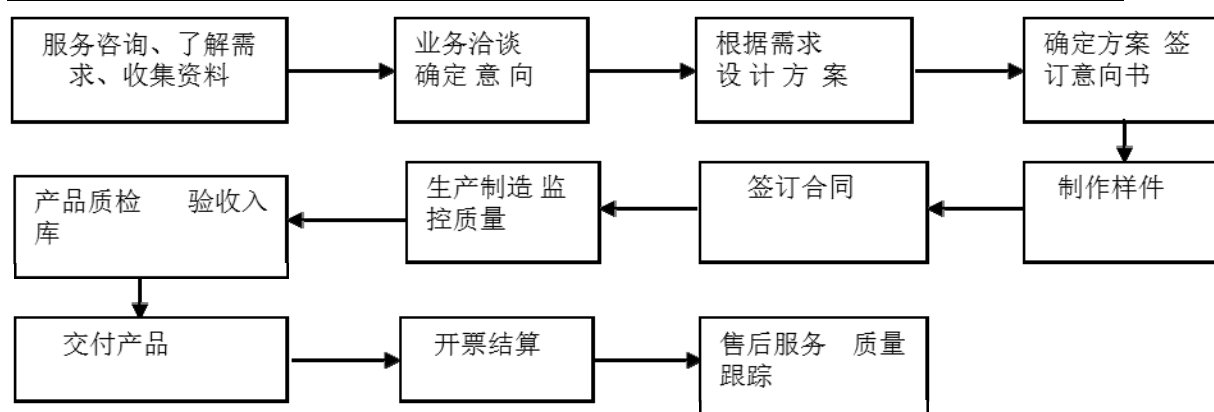 服务咨询、了解需
求、收集资料
业务洽谈
确定 意 向
根据需求
设 计 方 案
确定方案 签
订意向书
制作样件
签订合同
生产制造 监
控质量
产品质检 验收入
库
交付产品
开票结算
售后服务 质量
跟踪